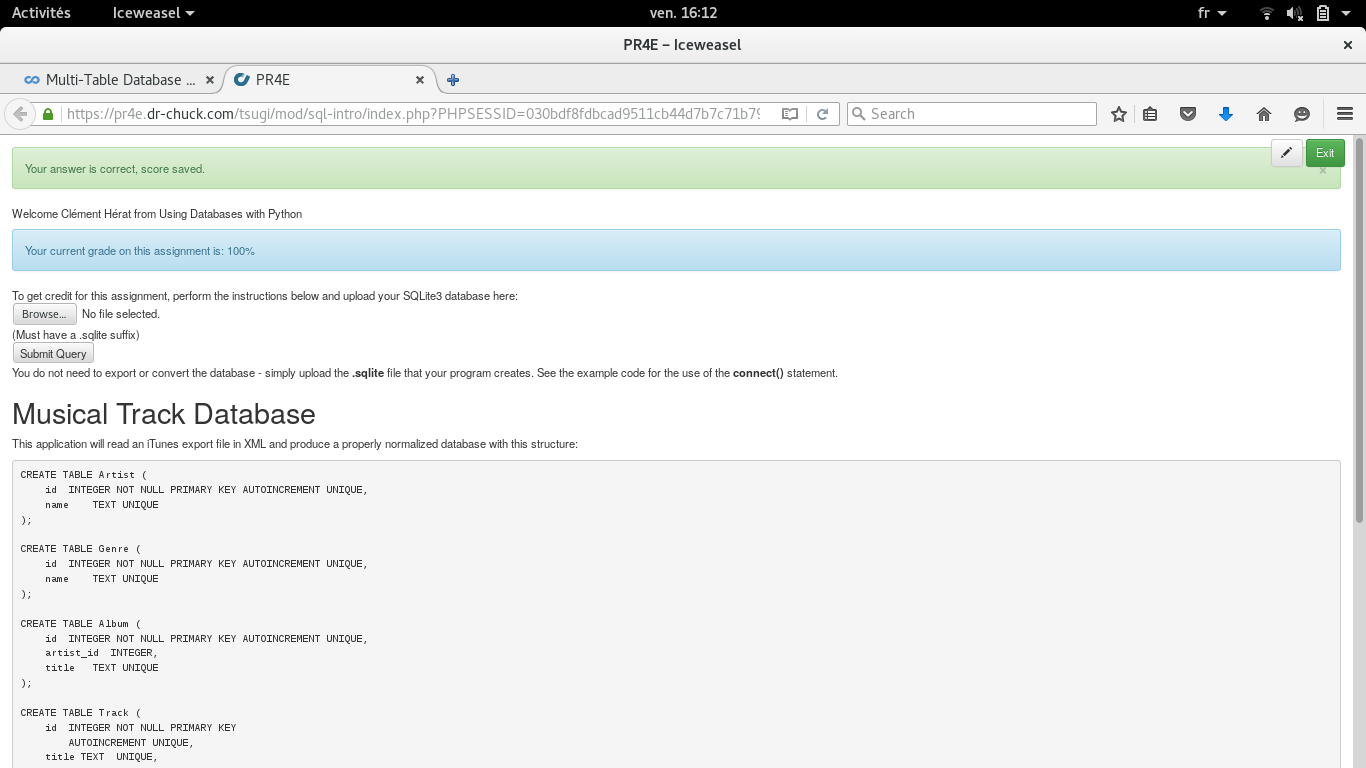 Activités Iceweasel ven. 16:12 fr
PR4E – Iceweasel
Multi-Table Database ... PR4E
https://pr4e.dr-chuck.com/tsugi/mod/sql-intro/index.php?PHPSESSID=030bdf8fdbcad9511cb44d7b7c71b79 Search
Exit
Your answer is correct, score saved.
Welcome Clément Hérat from Using Databases with Python
Your current grade on this assignment is: 100%
To get credit for this assignment, perform the instructions below and upload your SQLite3 database here:
Browse... No file selected.
(Must have a .sqlite suffix)
Submit Query
You do not need to export or convert the database - simply upload the .sqlite file that your program creates. See the example code for the use of the connect() statement.
Musical Track Database
This application will read an iTunes export file in XML and produce a properly normalized database with this structure:
CREATE TABLE Artist (
    id  INTEGER NOT NULL PRIMARY KEY AUTOINCREMENT UNIQUE,
    name    TEXT UNIQUE
);
CREATE TABLE Genre (
    id  INTEGER NOT NULL PRIMARY KEY AUTOINCREMENT UNIQUE,
    name    TEXT UNIQUE
);
CREATE TABLE Album (
    id  INTEGER NOT NULL PRIMARY KEY AUTOINCREMENT UNIQUE,
    artist_id  INTEGER,
    title   TEXT UNIQUE
);
CREATE TABLE Track (
    id  INTEGER NOT NULL PRIMARY KEY
        AUTOINCREMENT UNIQUE,
    title TEXT  UNIQUE,